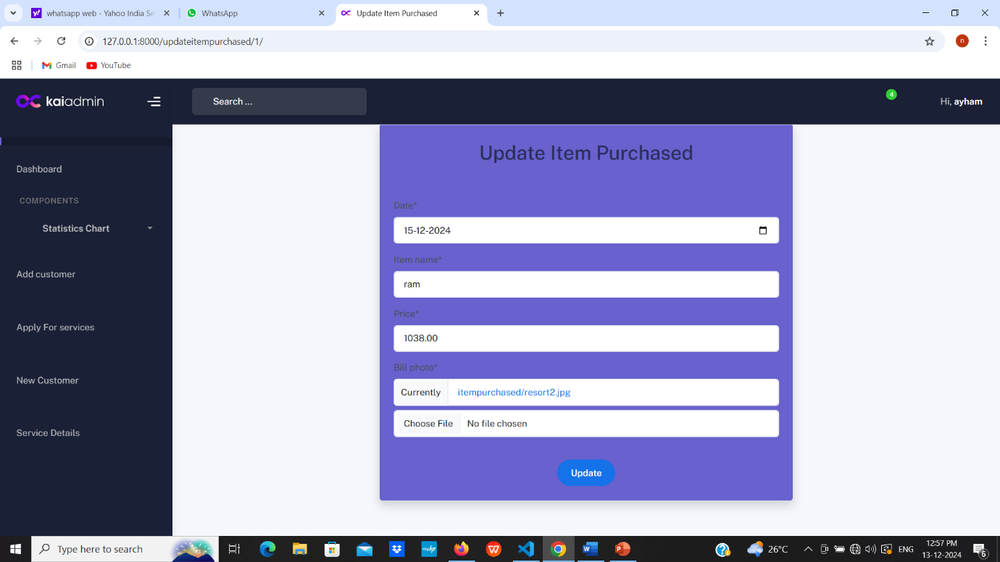 whatsapp web - Yahoo India Se
WhatsApp
Update Item Purchased
127.0.0.1:8000/updateitempurchased/1/
n
Gmail
YouTube
kaiadmin
Search ...
4
Hi, ayham
Dashboard
COMPONENTS
Statistics Chart
Add customer
Apply For services
New Customer
Service Details
Update Item Purchased
Date*
15-12-2024
Item name*
ram
Price*
1038.00
Bill photo*
Currently
itempurchased/resort2.jpg
Choose File No file chosen
Update
Type here to search
26°C
ENG
12:57 PM
13-12-2024
6